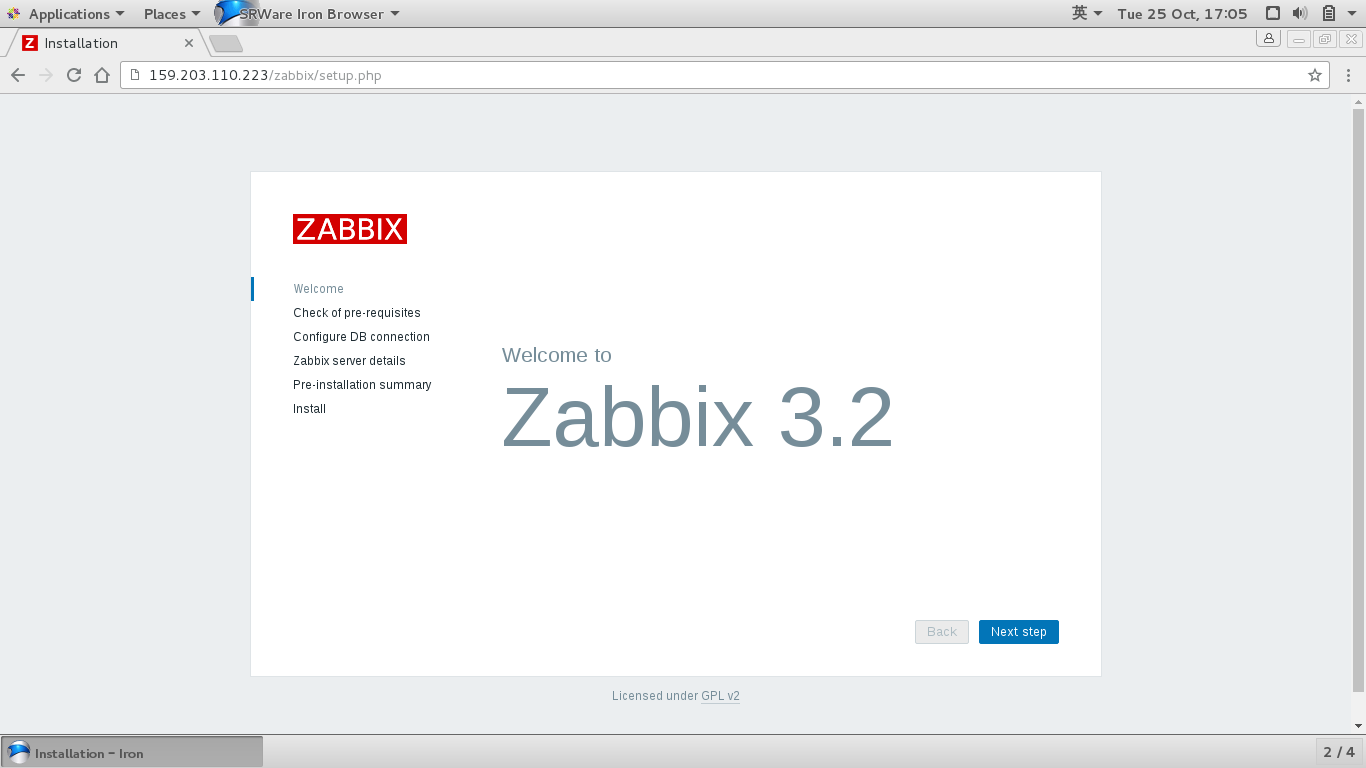 Applications Places SRWare Iron Browser 英 Tue 25 Oct, 17:05
Z Installation
159.203.110.223/zabbix/setup.php
ZABBIX
Welcome
Check of pre-requisites
Configure DB connection
Zabbix server details
Pre-installation summary
Install
Welcome to
Zabbix 3.2
Back Next step
Licensed under GPL v2
Installation - Iron 2 / 4